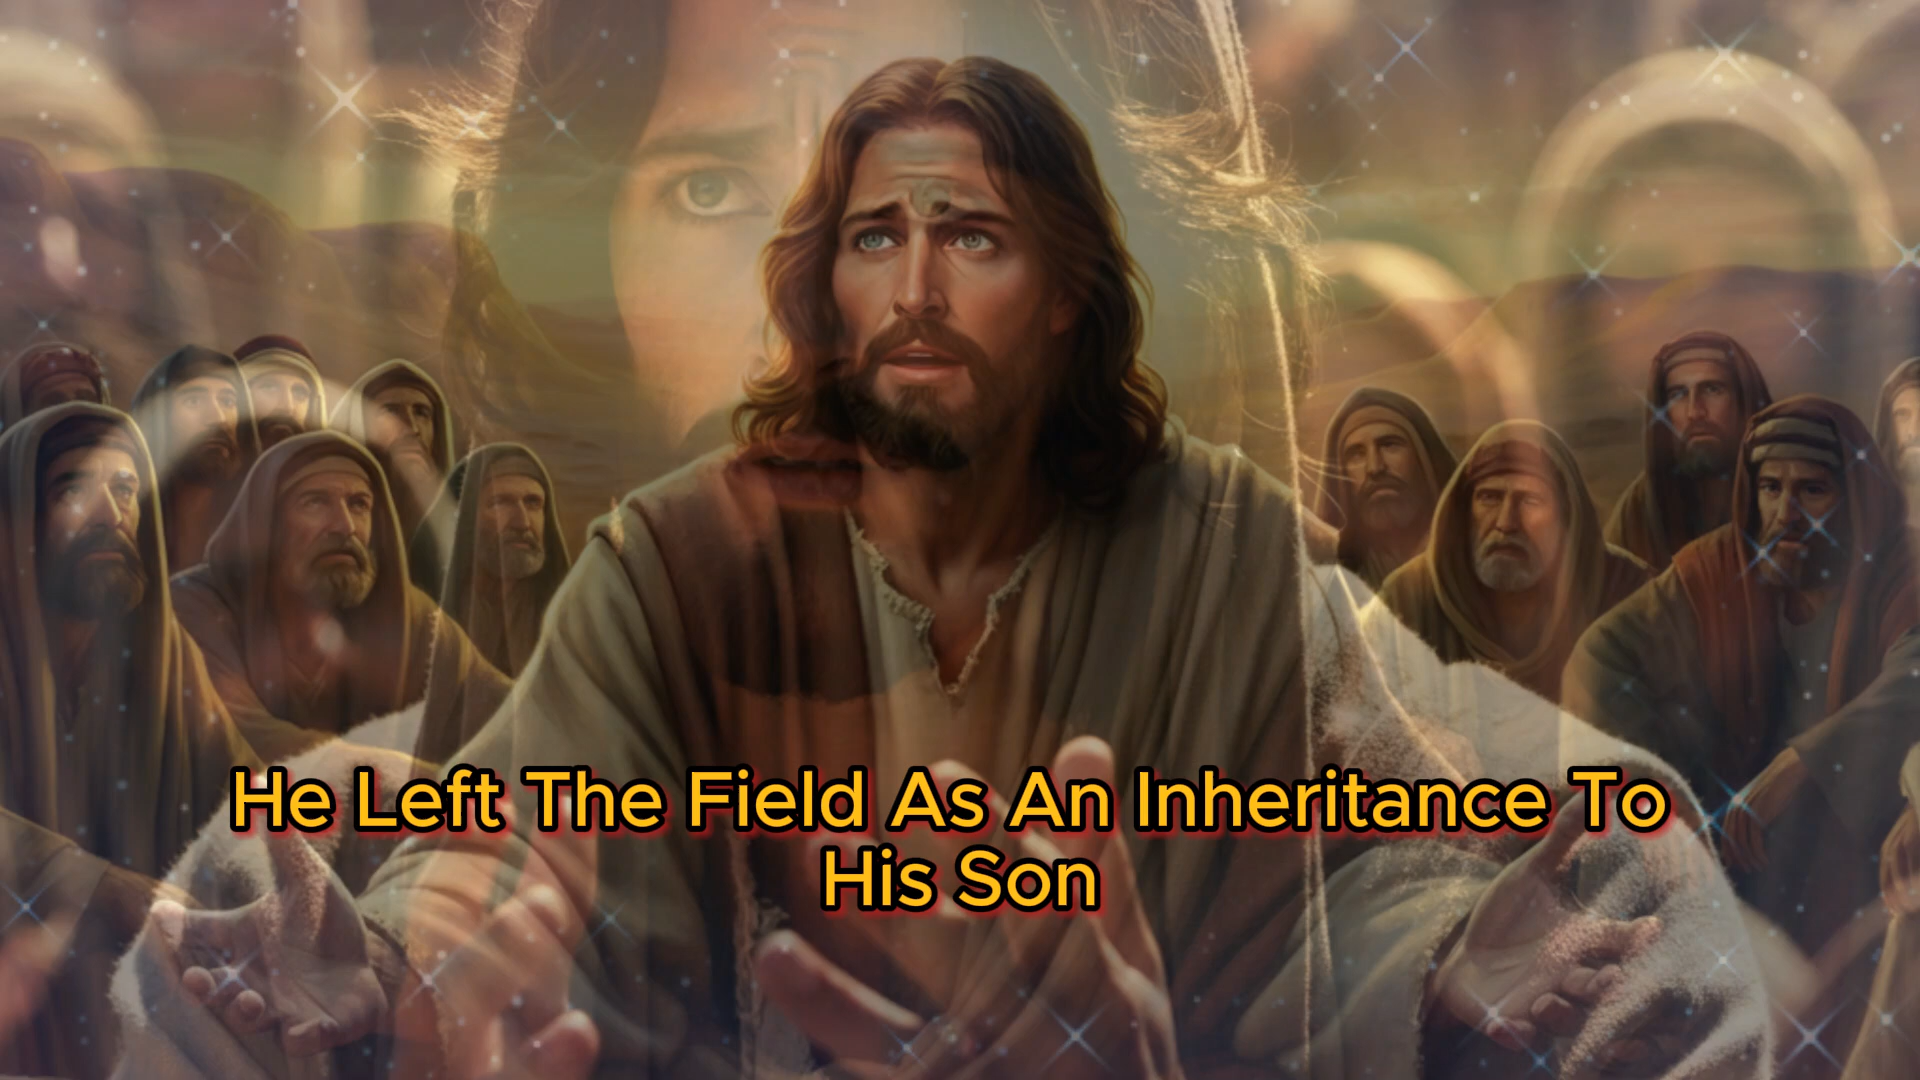 He Left The Field As An Inheritance To
His Son